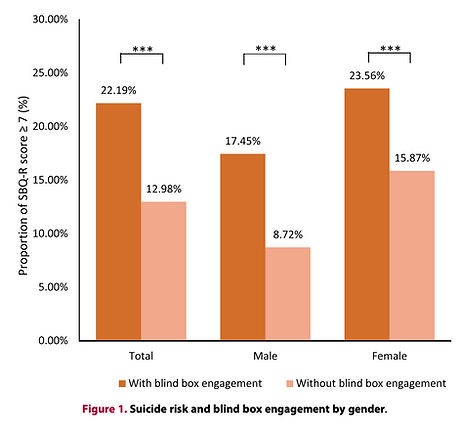 30.00%
25.00%
20.00%
15.00%
10.00%
5.00%
0.00%
Proportion of SBQ-R score ≥ 7 (%)
*** *** ***
22.19%
12.98%
17.45%
8.72%
23.56%
15.87%
Total Male Female
With blind box engagement Without blind box engagement
Figure 1. Suicide risk and blind box engagement by gender.